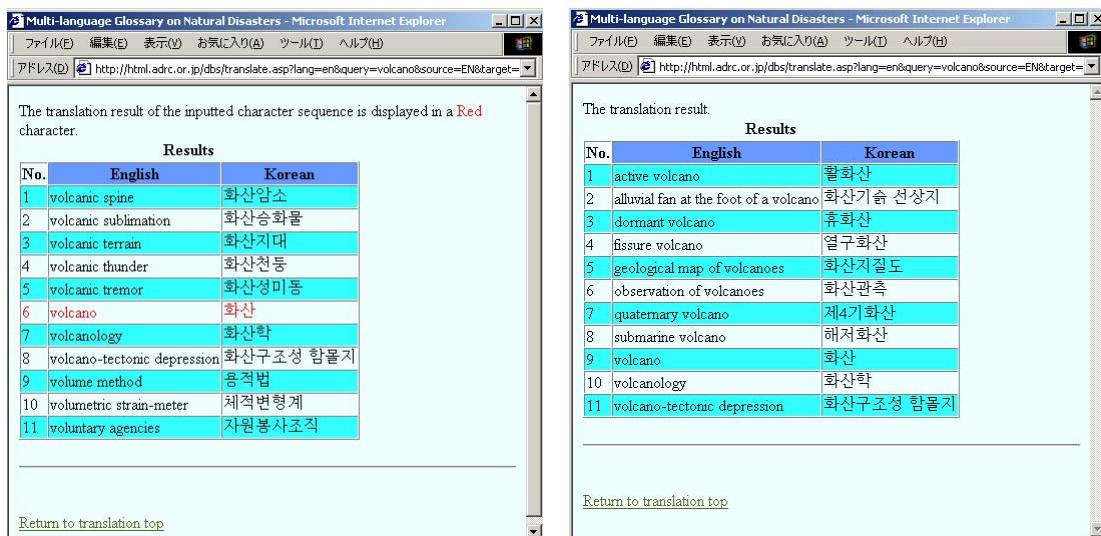 Multi-language Glossary on Natural Disasters - Microsoft Internet Explorer
ファイル(F) 編集(E) 表示(V) お気に入り(A) ツール(T) ヘルプ(H)
アドレス(D) http://html.adrc.or.jp/dbs/translate.asp?lang=en&query=volcano&source=EN&target=
The translation result of the inputted character sequence is displayed in a Red
character.
Results
No. English Korean
1 volcanic spine 화산암소
2 volcanic sublimation 화산승화물
3 volcanic terrain 화산지대
4 volcanic thunder 화산천둥
5 volcanic tremor 화산성미동
6 volcano 화산
7 volcanology 화산학
8 volcano-tectonic depression 화산구조성 함몰지
9 volume method 용적법
10 volumetric strain-meter 체적변형계
11 voluntary agencies 자원봉사조직
Return to translation top
Multi-language Glossary on Natural Disasters - Microsoft Internet Explorer
ファイル(F) 編集(E) 表示(V) お気に入り(A) ツール(T) ヘルプ(H)
アドレス(D) http://html.adrc.or.jp/dbs/translate.asp?lang=en&query=volcano&source=EN&target=
The translation result.
Results
No. English Korean
1 active volcano 활화산
2 alluvial fan at the foot of a volcano 화산기슭 선상지
3 dormant volcano 휴화산
4 fissure volcano 열구화산
5 geological map of volcanoes 화산지질도
6 observation of volcanoes 화산관측
7 quaternary volcano 제4기화산
8 submarine volcano 해저화산
9 volcano 화산
10 volcanology 화산학
11 volcano-tectonic depression 화산구조성 함몰지
Return to translation top